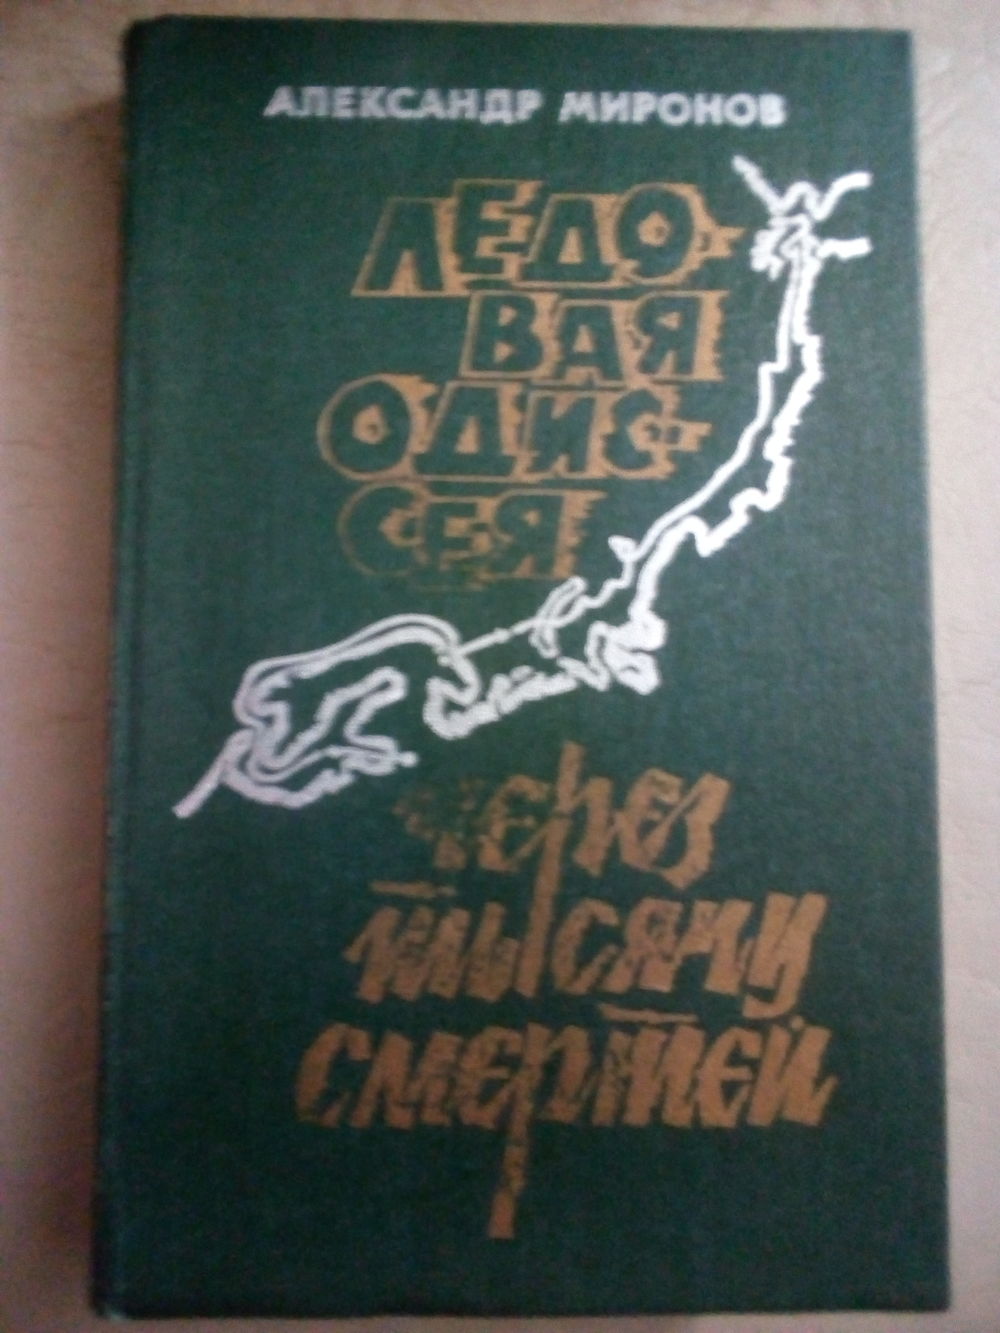 АЛЕКСАНДР МИРОНОВ
ЛЕДО-
ВАЯ
ОДИС-
СЕЯ
Через
тысячу
смертей